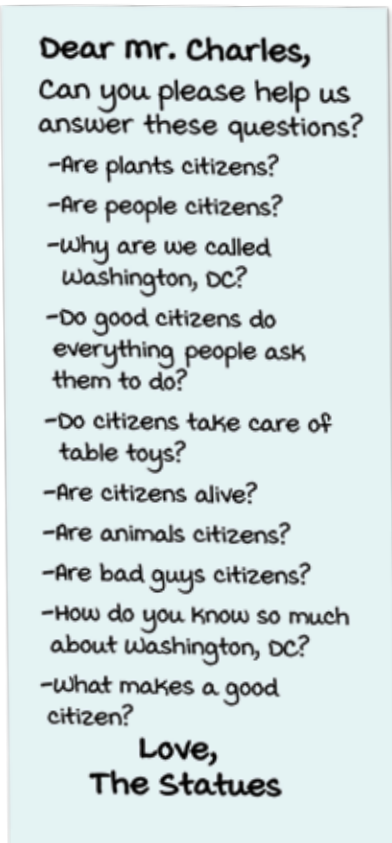 Dear Mr. Charles,
Can you please help us
answer these questions?
-Are plants citizens?
-Are people citizens?
-Why are we called
Washington, DC?
-Do good citizens do
everything people ask
them to do?
-Do citizens take care of
table toys?
-Are citizens alive?
-Are animals citizens?
-Are bad guys citizens?
-How do you know so much
about Washington, DC?
-What makes a good
citizen?
Love,
The Statues